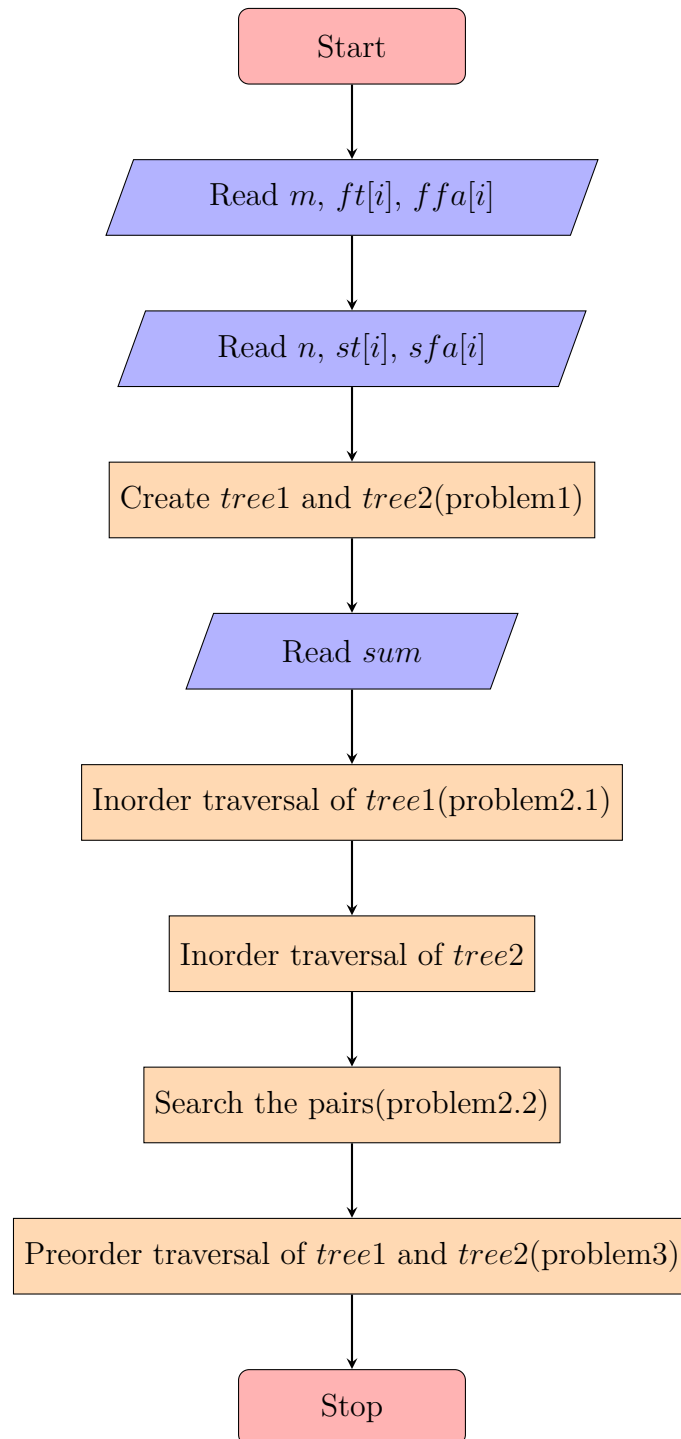 Start
Read m, ft[i], ffa[i]
Read n, st[i], sfa[i]
Create tree1 and tree2(problem1)
Read sum
Inorder traversal of tree1(problem2.1)
Inorder traversal of tree2
Search the pairs(problem2.2)
Preorder traversal of tree1 and tree2(problem3)
Stop